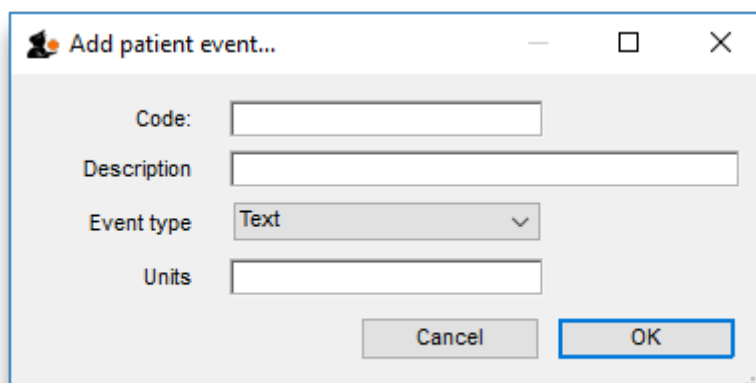 Add patient event...
Code:
Description
Event type Text
Units
Cancel OK